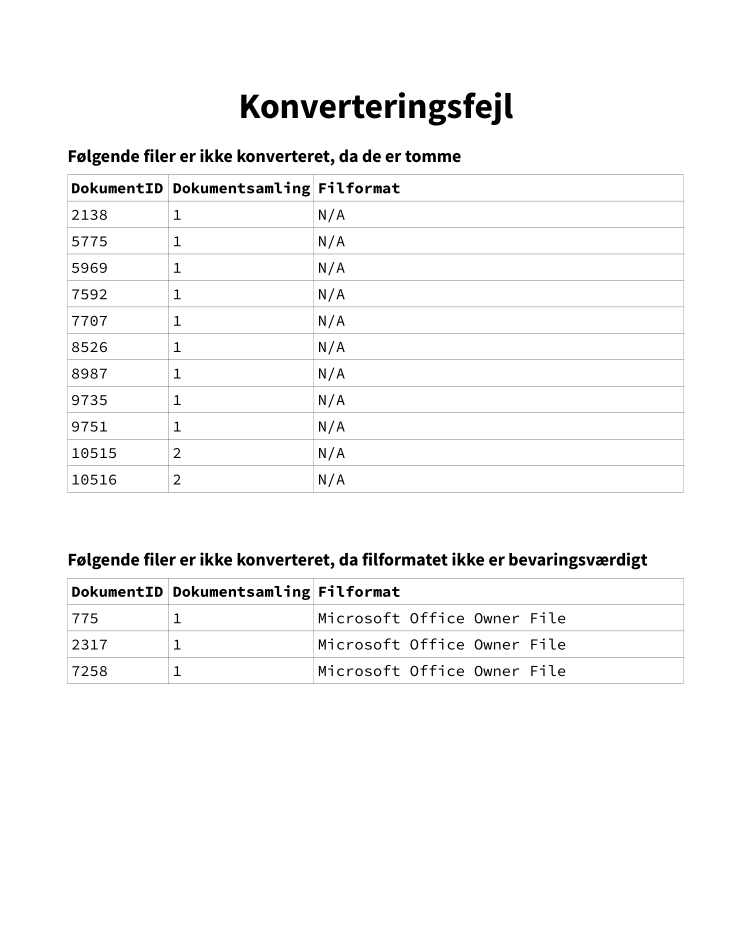 Konverteringsfejl
Følgende filer er ikke konverteret, da de er tomme
DokumentID Dokumentsamling Filformat
2138 1 N/A
5775 1 N/A
5969 1 N/A
7592 1 N/A
7707 1 N/A
8526 1 N/A
8987 1 N/A
9735 1 N/A
9751 1 N/A
10515 2 N/A
10516 2 N/A
Følgende filer er ikke konverteret, da filformatet ikke er bevaringsværdigt
DokumentID Dokumentsamling Filformat
775 1 Microsoft Office Owner File
2317 1 Microsoft Office Owner File
7258 1 Microsoft Office Owner File